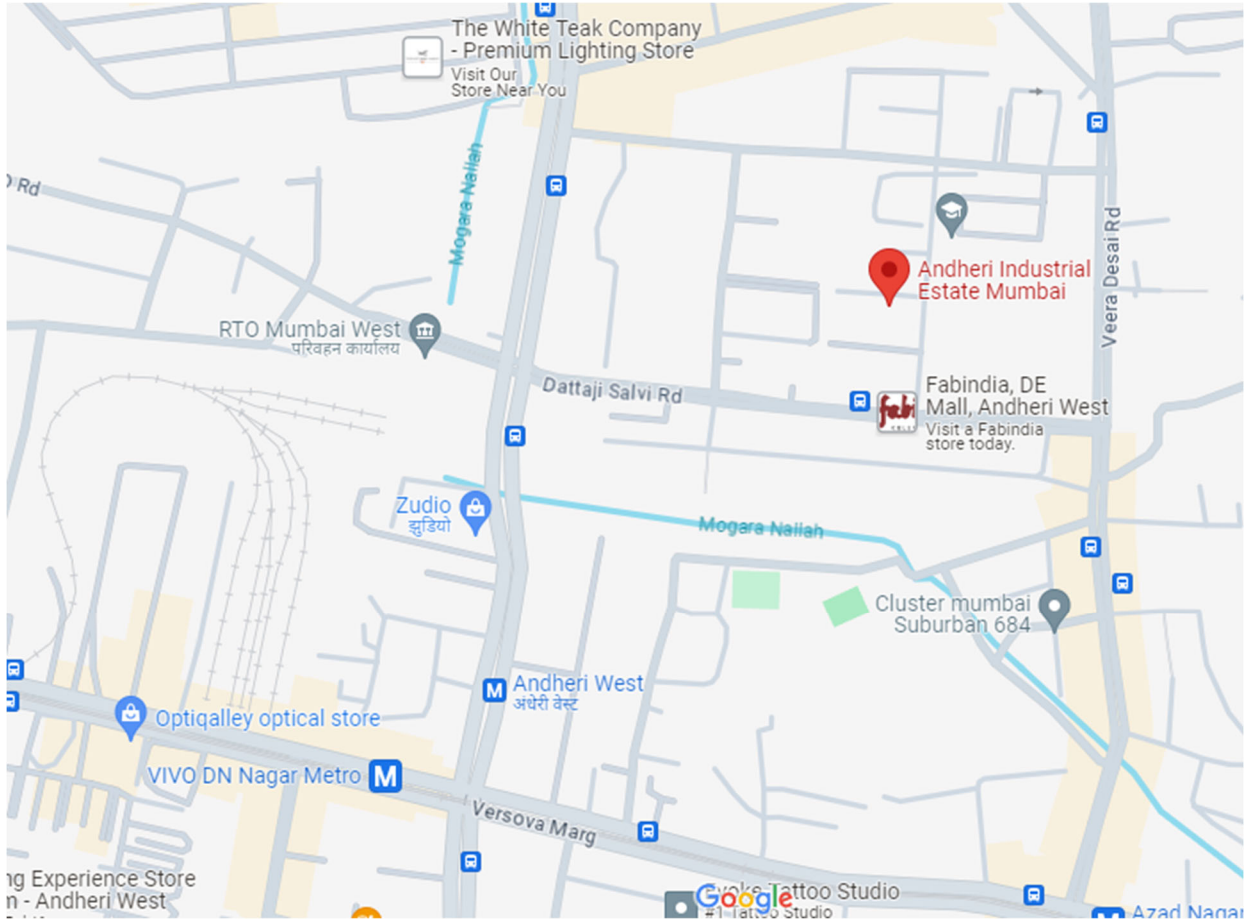 The White Teak Company
- Premium Lighting Store
Visit Our
Store Near You
Rd
Mogara Nallah
Veera Desai Rd
Andheri Industrial
Estate Mumbai
RTO Mumbai West
परिवहन कार्यालय
Dattaji Salvi Rd
Fabindia, DE
Mall, Andheri West
Visit a Fabindia
store today.
Zudio
झुडियो
Mogara Nallah
Cluster mumbai
Suburban 684
M
Andheri West
अंधेरी वेस्ट
Optiqalley optical store
VIVO DN Nagar Metro
M
Versova Marg
Experience Store
- Andheri West
Tattoo Studio
Google
#1 Tattoo Studio
Azad Nagar